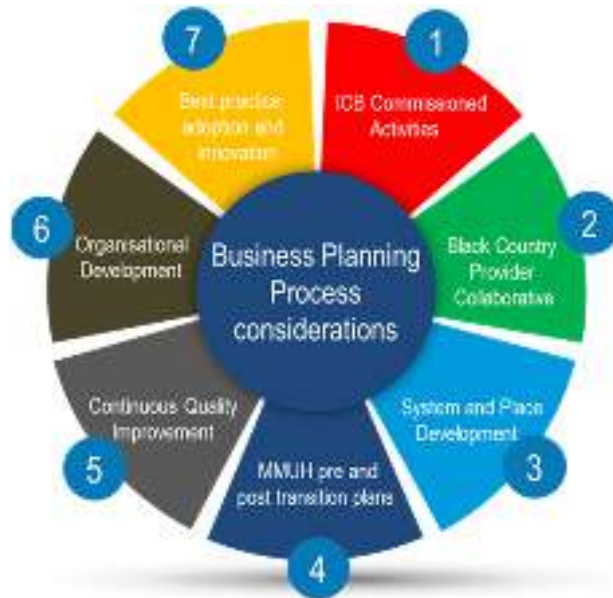 Business Planning
Process
considerations
1
ICB Commissioned
Activities
2
Black Country
Provider
Collaborative
3
System and Place
Development
4
MMUH pre and
post transition plans
5
Continuous Quality
Improvement
6
Organisational
Development
7
Best practice
adoption and
innovation